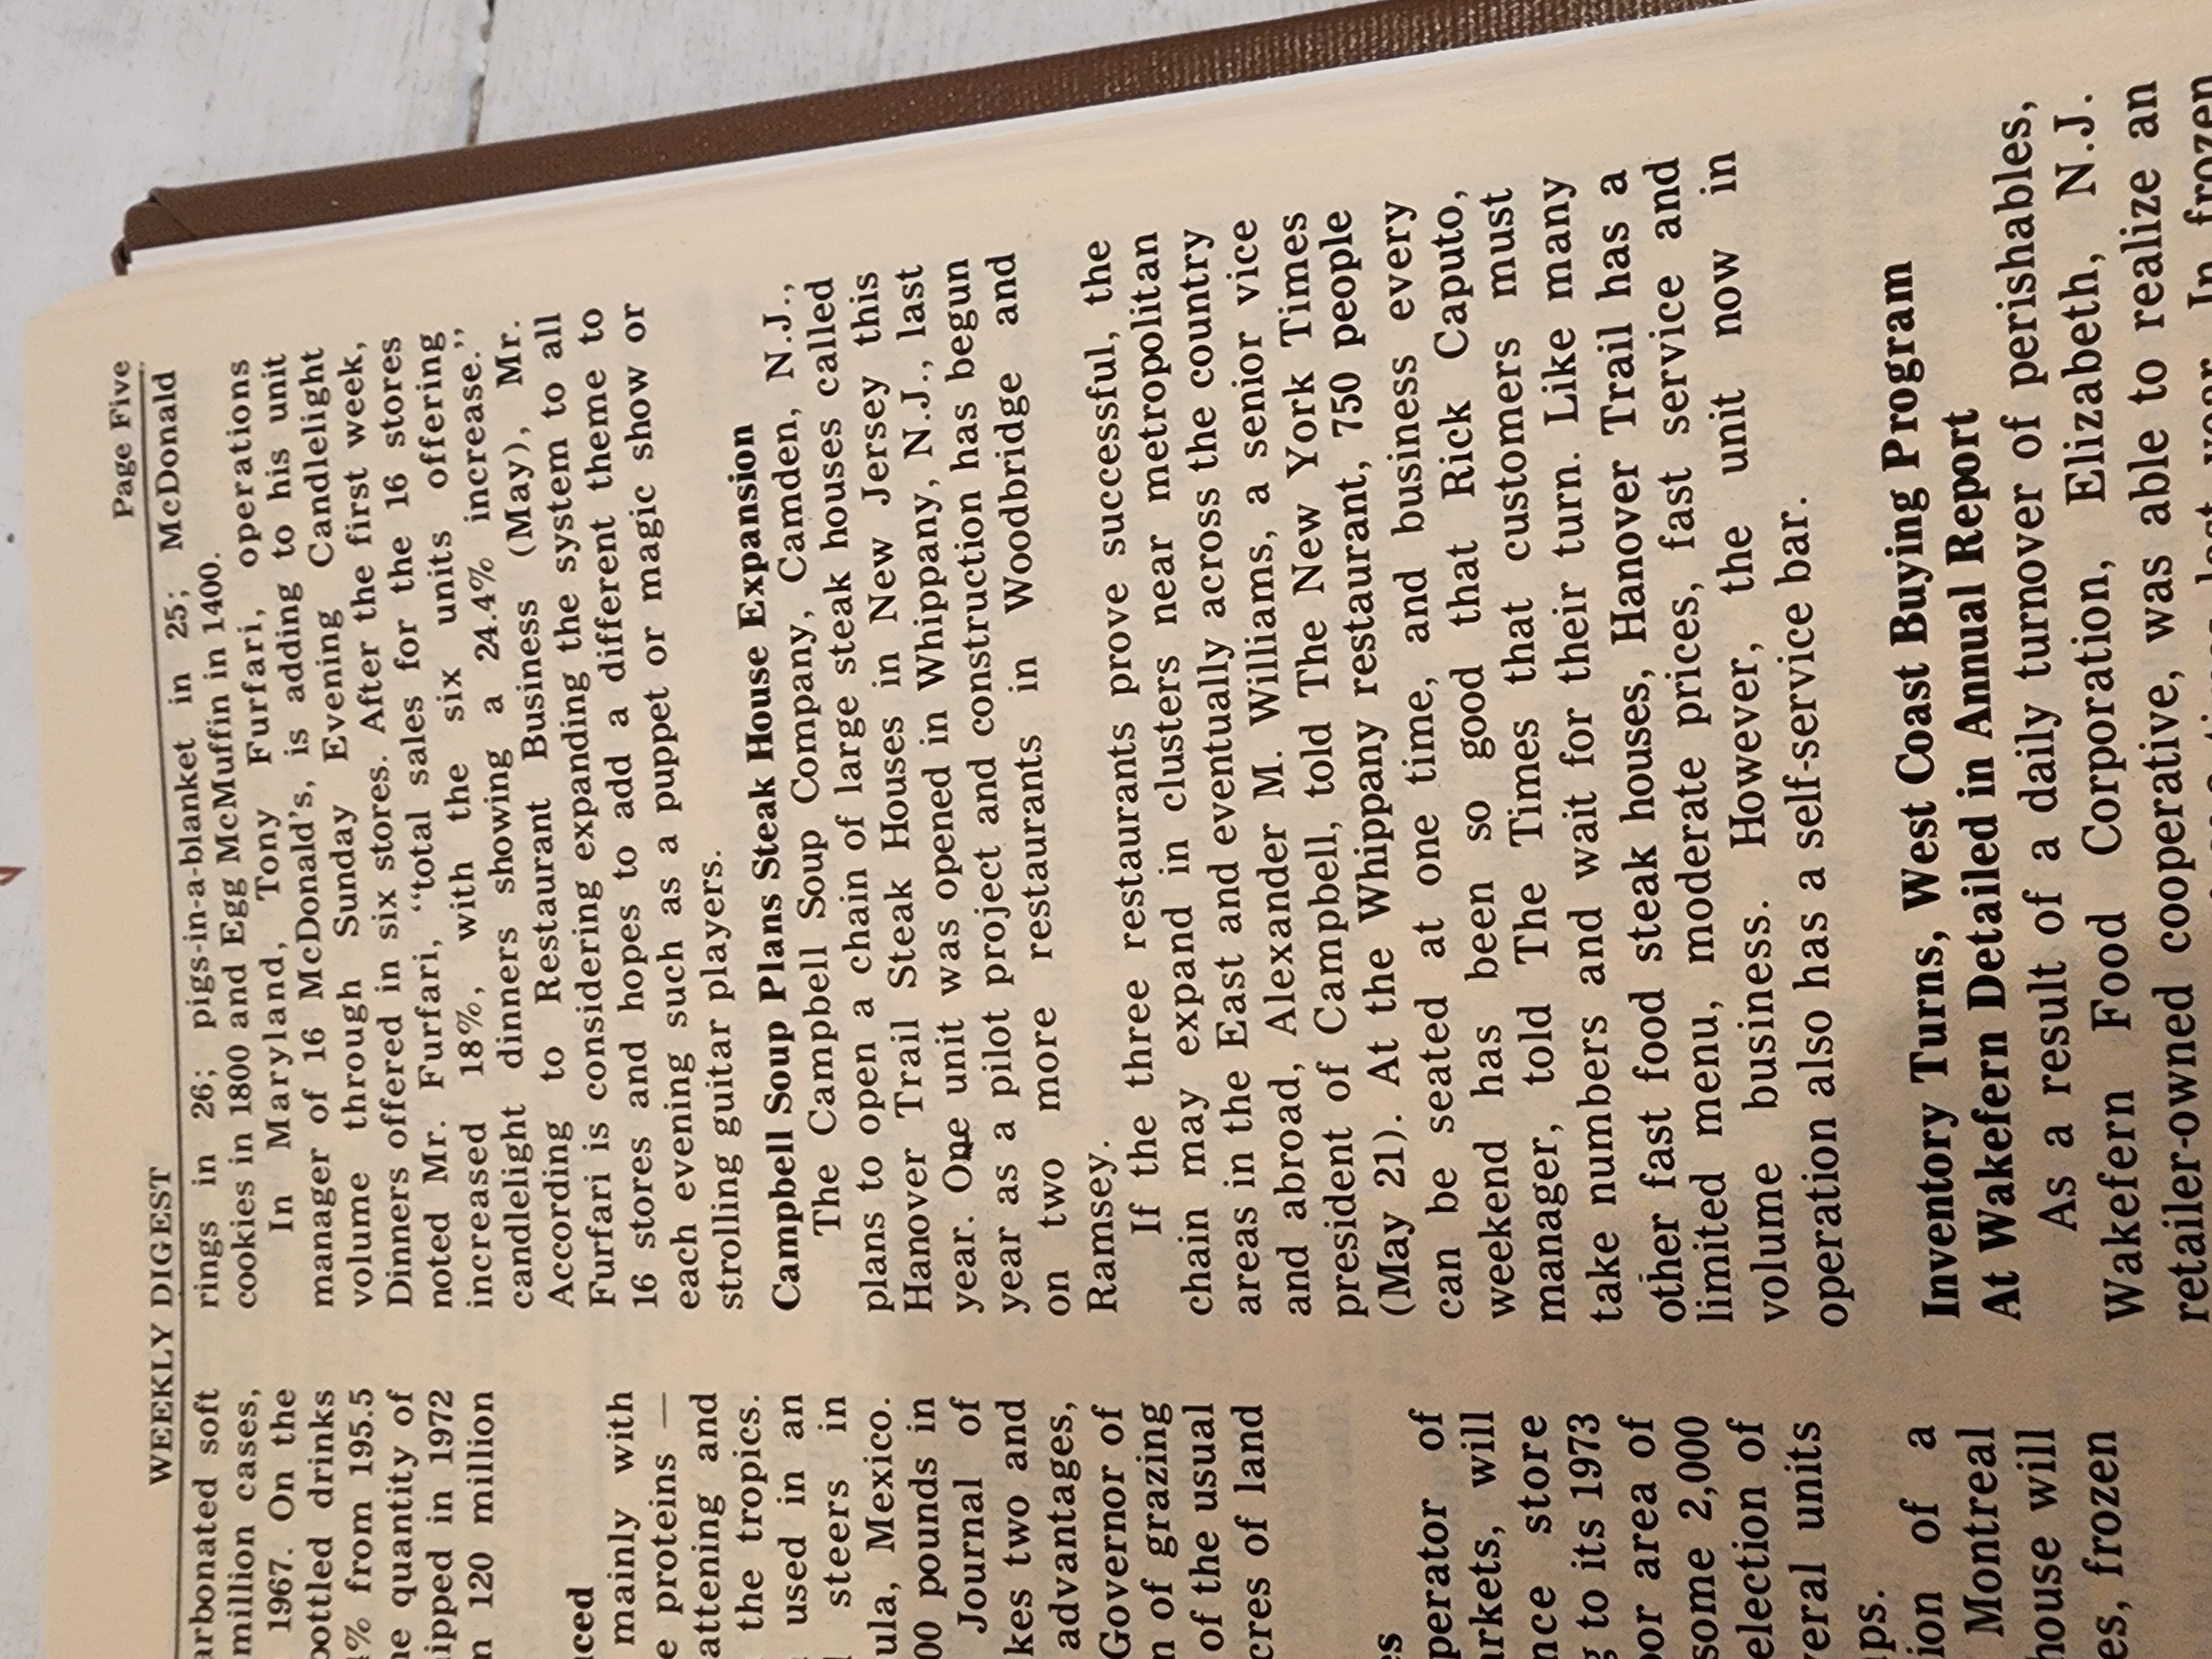 WEEKLY DIGEST
Page Five
arbonated soft
million cases,
1967. On the
bottled drinks
4% from 195.5
he quantity of
hipped in 1972
n 120 million
uced
mainly with
e proteins —
attening and
the tropics.
used in an
steers in
ula, Mexico.
00 pounds in
Journal of
kes two and
advantages,
Governor of
n of grazing
of the usual
cres of land
es
perator of
arkets, will
nce store
g to its 1973
oor area of
some 2,000
election of
veral units
aps.
ion of a
Montreal
house will
es, frozen
rings in 26; pigs-in-a-blanket in 25; McDonald
cookies in 1800 and Egg McMuffin in 1400.
In Maryland, Tony Furfari, operations
manager of 16 McDonald's, is adding to his unit
volume through Sunday Evening Candlelight
Dinners offered in six stores. After the first week,
noted Mr. Furfari, "total sales for the 16 stores
increased 18%, with the six units offering
candlelight dinners showing a 24.4% increase.",
According to Restaurant Business (May), Mr.
Furfari is considering expanding the system to all
16 stores and hopes to add a different theme to
each evening such as a puppet or magic show or
strolling guitar players.
Campbell Soup Plans Steak House Expansion
The Campbell Soup Company, Camden, N.J.,
plans to open a chain of large steak houses called
Hanover Trail Steak Houses in New Jersey this
year. One unit was opened in Whippany, N.J., last
year as a pilot project and construction has begun
on two more restaurants in Woodbridge and
Ramsey.
If the three restaurants prove successful, the
chain may expand in clusters near metropolitan
areas in the East and eventually across the country
and abroad, Alexander M. Williams, a senior vice
president of Campbell, told The New York Times
(May 21). At the Whippany restaurant, 750 people
can be seated at one time, and business every
weekend has been so good that Rick Caputo,
manager, told The Times that customers must
take numbers and wait for their turn. Like many
other fast food steak houses, Hanover Trail has a
limited menu, moderate prices, fast service and
volume business. However, the unit now in
operation also has a self-service bar.
Inventory Turns, West Coast Buying Program
At Wakefern Detailed in Annual Report
As a result of a daily turnover of perishables,
Wakefern Food Corporation, Elizabeth, N.J.
retailer-owned cooperative, was able to realize an
last year. In frozen